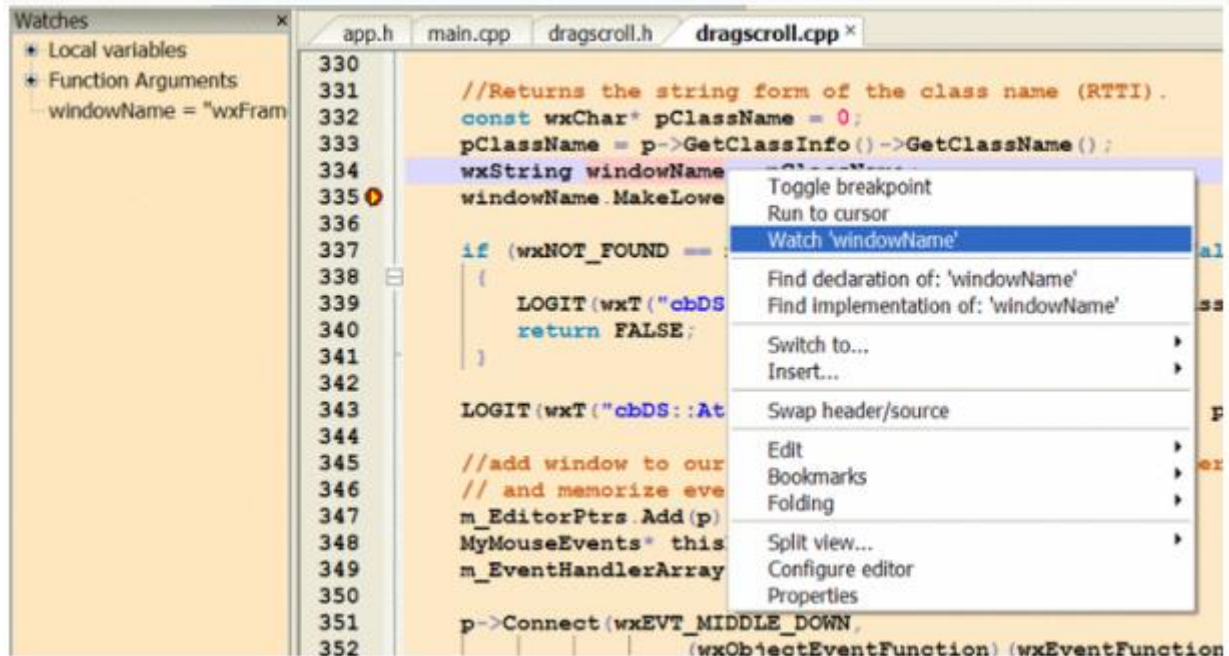 Watches ×
Local variables
Function Arguments
windowName = "wxFram
app.h main.cpp dragscroll.h dragscroll.cpp ×
330
331 //Returns the string form of the class name (RTTI).
332 const wxChar* pClassName = 0;
333 pClassName = p->GetClassInfo()->GetClassName();
334 wxString windowName
335 windowName.MakeLowe
336
337 if (wxNOT_FOUND == al
338 {
339 LOGIT(wxT("cbDS ss
340 return FALSE;
341 }
342
343 LOGIT(wxT("cbDS::At p
344
345 //add window to our er
346 // and memorize eve
347 m_EditorPtrs.Add(p)
348 MyMouseEvents* this
349 m_EventHandlerArray
350
351 p->Connect(wxEVT_MIDDLE_DOWN,
352 (wxObjectEventFunction)(wxEventFunction
Toggle breakpoint
Run to cursor
Watch 'windowName'
Find declaration of: 'windowName'
Find implementation of: 'windowName'
Switch to...
Insert...
Swap header/source
Edit
Bookmarks
Folding
Split view...
Configure editor
Properties